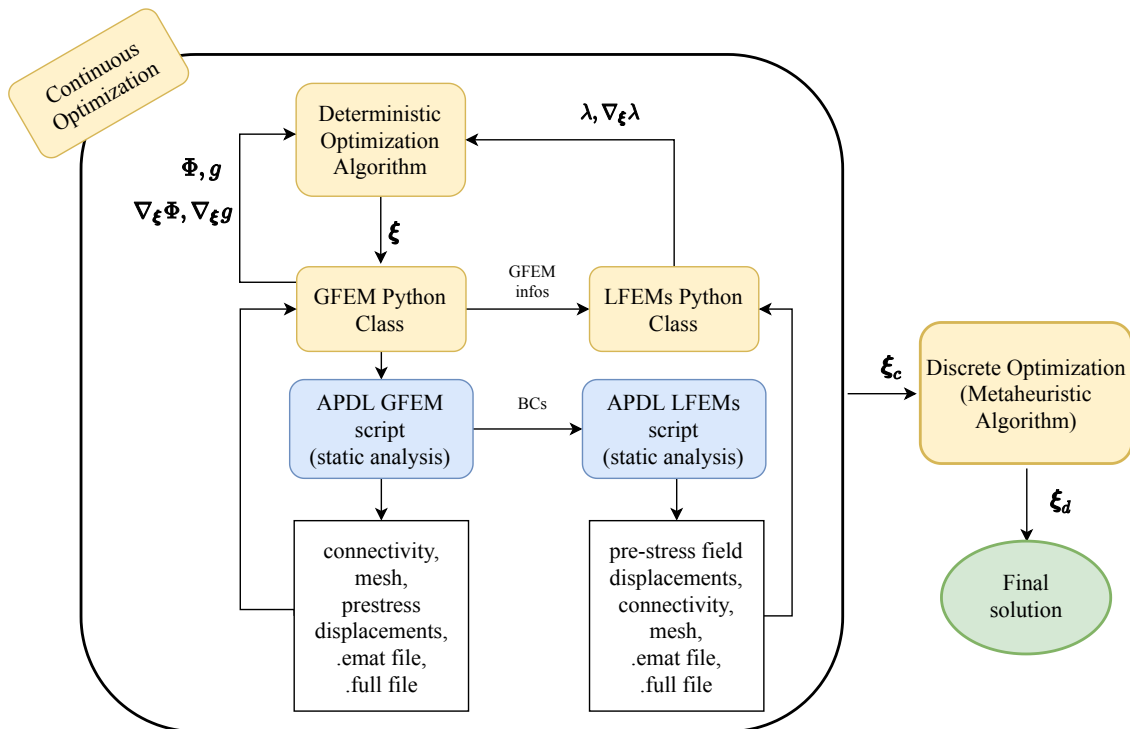 Continuous
Optimization
Deterministic
Optimization
Algorithm
λ, ∇ξλ
Φ, g
∇ξΦ, ∇ξg
ξ
GFEM Python
Class
GFEM
infos
LFEMs Python
Class
APDL GFEM
script
(static analysis)
BCs
APDL LFEMs
script
(static analysis)
connectivity,
mesh,
prestress
displacements,
.emat file,
.full file
pre-stress field
displacements,
connectivity,
mesh,
.emat file,
.full file
ξc
Discrete Optimization
(Metaheuristic
Algorithm)
ξd
Final
solution